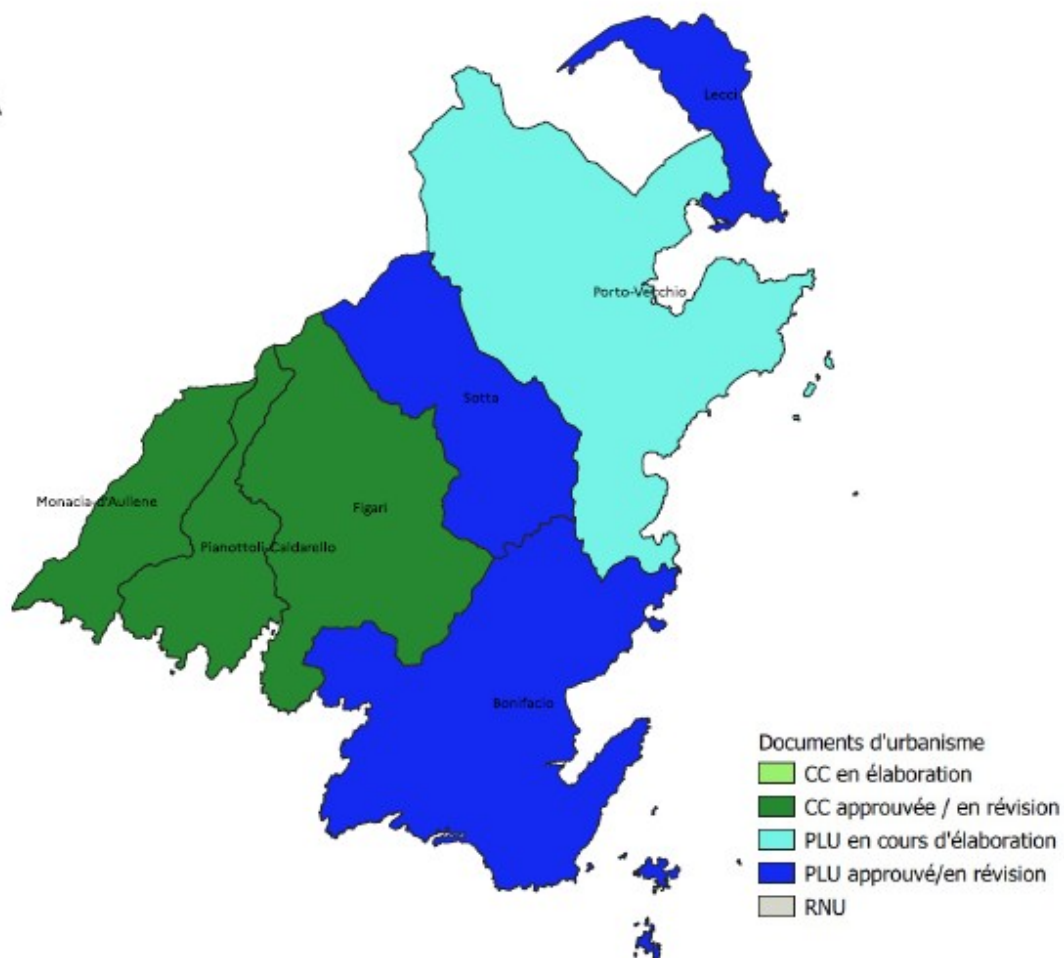 Lecci
Porto-Vecchio
Sotta
Monacia-d'Aullene
Figari
Pianottoli-Caldarello
Bonifacio
Documents d'urbanisme
CC en élaboration
CC approuvée / en révision
PLU en cours d'élaboration
PLU approuvé/en révision
RNU